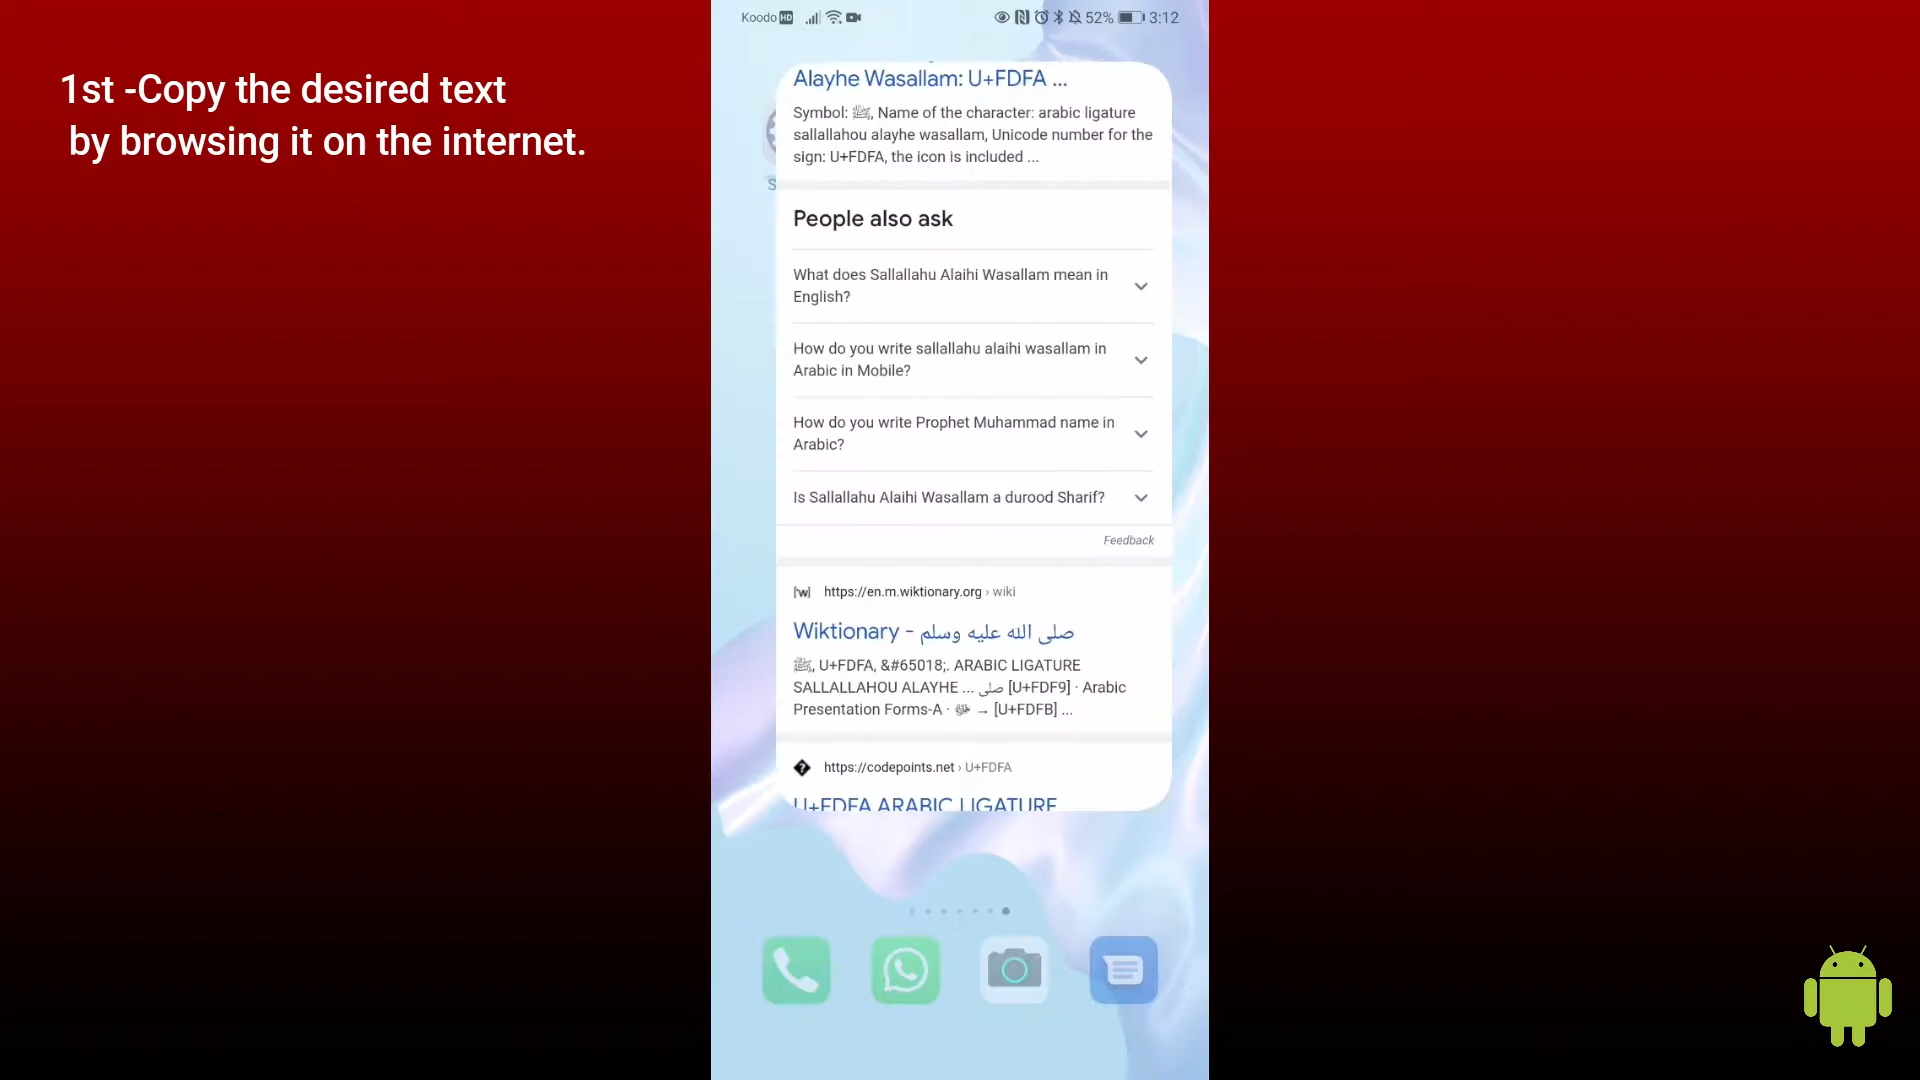 1st -Copy the desired text
by browsing it on the internet.
Koodo HD
52% 3:12
Alayhe Wasallam: U+FDFA ...
Symbol: ﷺ, Name of the character: arabic ligature
sallallahou alayhe wasallam, Unicode number for the
sign: U+FDFA, the icon is included ...
People also ask
What does Sallallahu Alaihi Wasallam mean in
English?
How do you write sallallahu alaihi wasallam in
Arabic in Mobile?
How do you write Prophet Muhammad name in
Arabic?
Is Sallallahu Alaihi Wasallam a durood Sharif?
Feedback
https://en.m.wiktionary.org › wiki
Wiktionary - صلى الله عليه وسلم
ﷺ, U+FDFA, &#65018;. ARABIC LIGATURE
SALLALLAHOU ALAYHE ... ﷹ [U+FDF9] · Arabic
Presentation Forms-A · ﷻ → [U+FDFB] ...
https://codepoints.net › U+FDFA
U+FDFA ARABIC LIGATURE